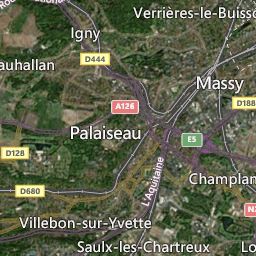 Verrières-le-Buisso
Igny
D444
auhallan
Massy
A126
D188
Palaiseau
E5
D128
L'Aquitaine
Champlan
D680
N
Villebon-sur-Yvette
Saulx-les-Chartreux
Lo